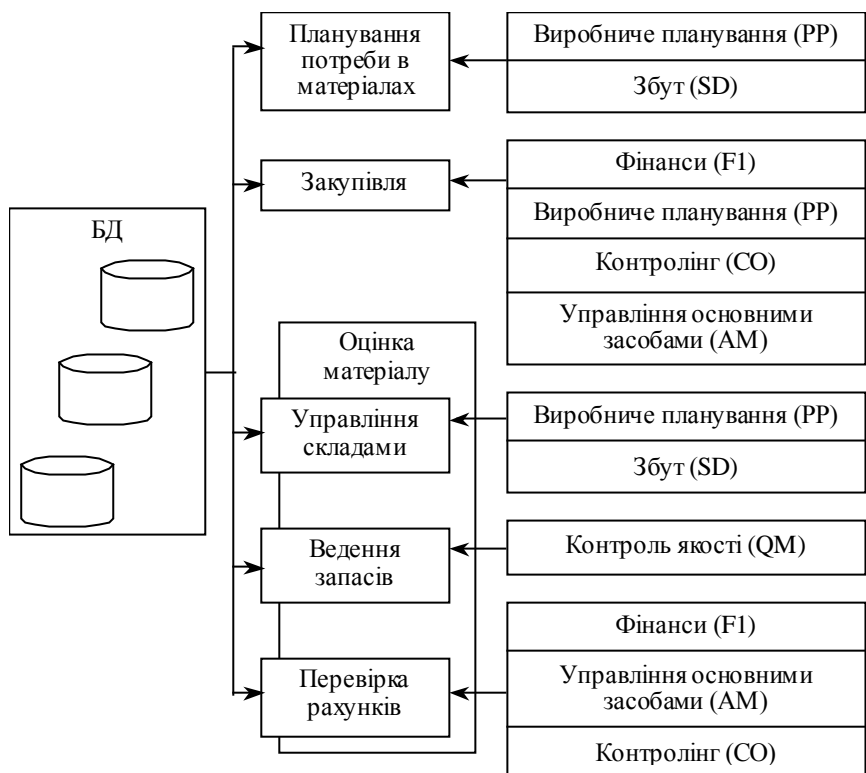 Планування
потреби в
матеріалах
Виробниче планування (PP)
Збут (SD)
Закупівля
Фінанси (F1)
Виробниче планування (PP)
Контролінг (CO)
Управління основними
засобами (AM)
БД
Оцінка
матеріалу
Управління
складами
Виробниче планування (PP)
Збут (SD)
Ведення
запасів
Контроль якості (QM)
Перевірка
рахунків
Фінанси (F1)
Управління основними
засобами (AM)
Контролінг (CO)